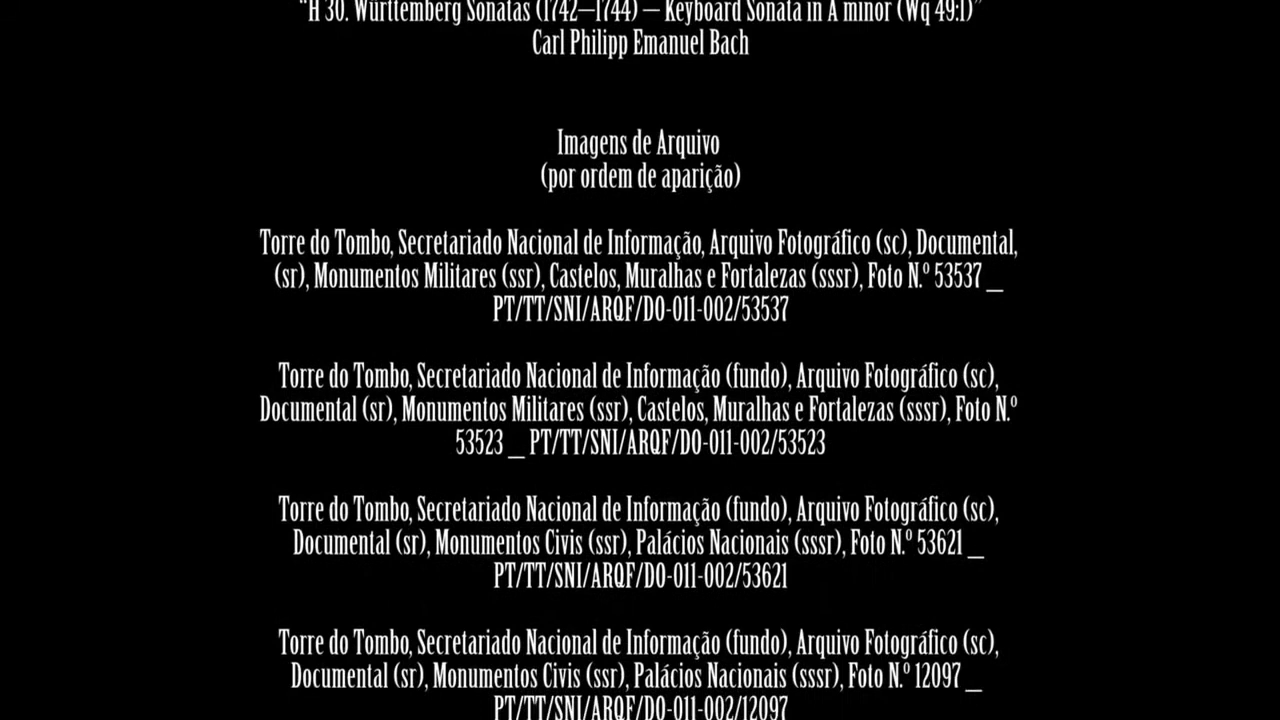 “H 30. Württemberg Sonatas (1742–1744) – Keyboard Sonata in A minor (Wq 49:1)”
Carl Philipp Emanuel Bach
Imagens de Arquivo
(por ordem de aparição)
Torre do Tombo, Secretariado Nacional de Informação, Arquivo Fotográfico (sc), Documental,
(sr), Monumentos Militares (ssr), Castelos, Muralhas e Fortalezas (sssr), Foto N.º 53537 _
PT/TT/SNI/ARQF/DO-011-002/53537
Torre do Tombo, Secretariado Nacional de Informação (fundo), Arquivo Fotográfico (sc),
Documental (sr), Monumentos Militares (ssr), Castelos, Muralhas e Fortalezas (sssr), Foto N.º
53523 _ PT/TT/SNI/ARQF/DO-011-002/53523
Torre do Tombo, Secretariado Nacional de Informação (fundo), Arquivo Fotográfico (sc),
Documental (sr), Monumentos Civis (ssr), Palácios Nacionais (sssr), Foto N.º 53621 _
PT/TT/SNI/ARQF/DO-011-002/53621
Torre do Tombo, Secretariado Nacional de Informação (fundo), Arquivo Fotográfico (sc),
Documental (sr), Monumentos Civis (ssr), Palácios Nacionais (sssr), Foto N.º 12097 _
PT/TT/SNI/ARQF/DO-011-002/12097